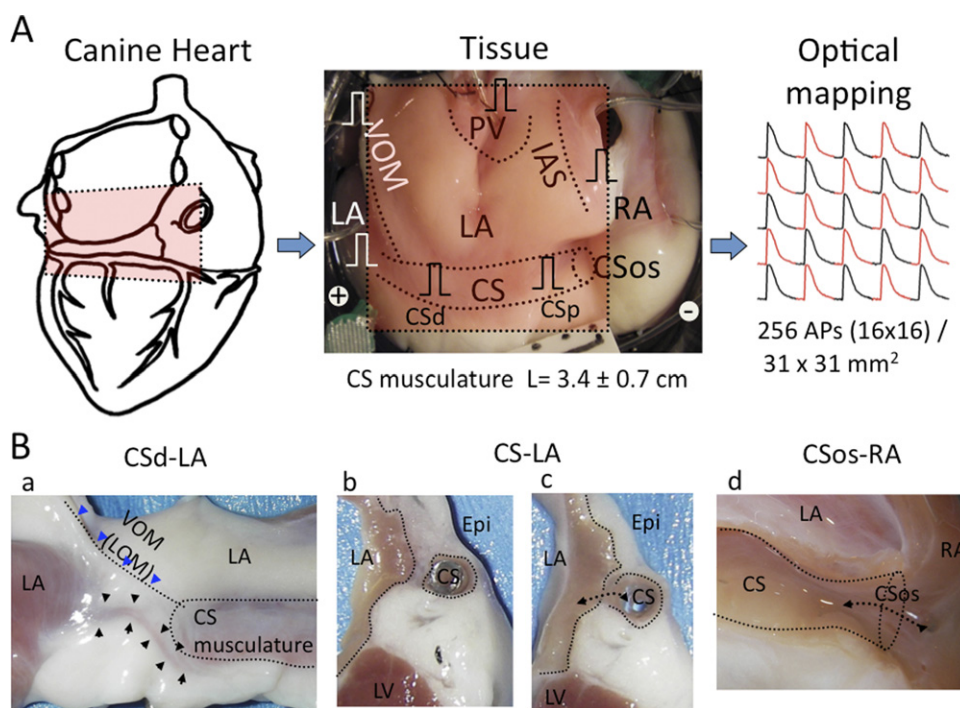 A
Canine Heart
Tissue
Optical
mapping
PV
VOM
IAS
LA
LA
RA
CS
CSos
CSd
CSp
+
-
256 APs (16x16) /
31 x 31 mm²
CS musculature L= 3.4 ± 0.7 cm
B
CSd-LA
CS-LA
CSos-RA
a
b
c
d
VOM
(LOM)
LA
LA
CS
musculature
Epi
LA
CS
LV
Epi
LA
CS
LV
LA
RA
CS
CSos